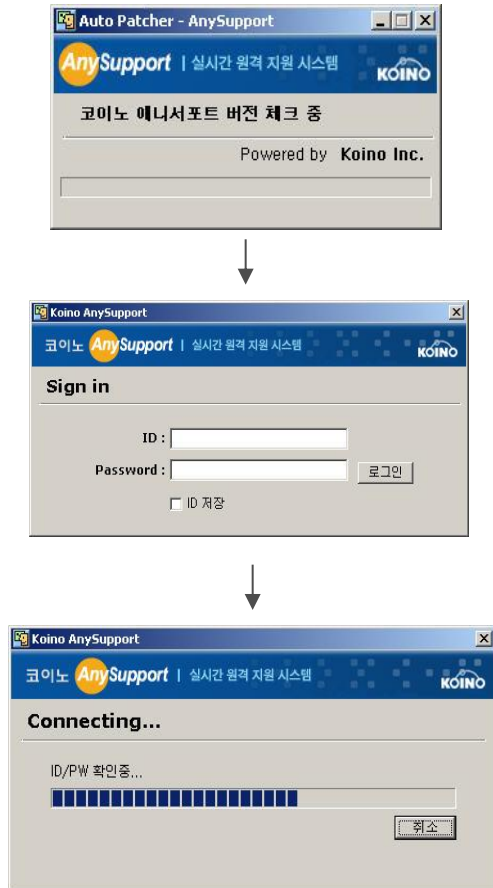 Auto Patcher - AnySupport
AnySupport | 실시간 원격 지원 시스템 KOINO
코이노 애니서포트 버전 체크 중
Powered by Koino Inc.
Koino AnySupport
코이노 AnySupport | 실시간 원격 지원 시스템 KOINO
Sign in
ID :
Password : 로그인
ID 저장
Koino AnySupport
코이노 AnySupport | 실시간 원격 지원 시스템 KOINO
Connecting...
ID/PW 확인중...
취소